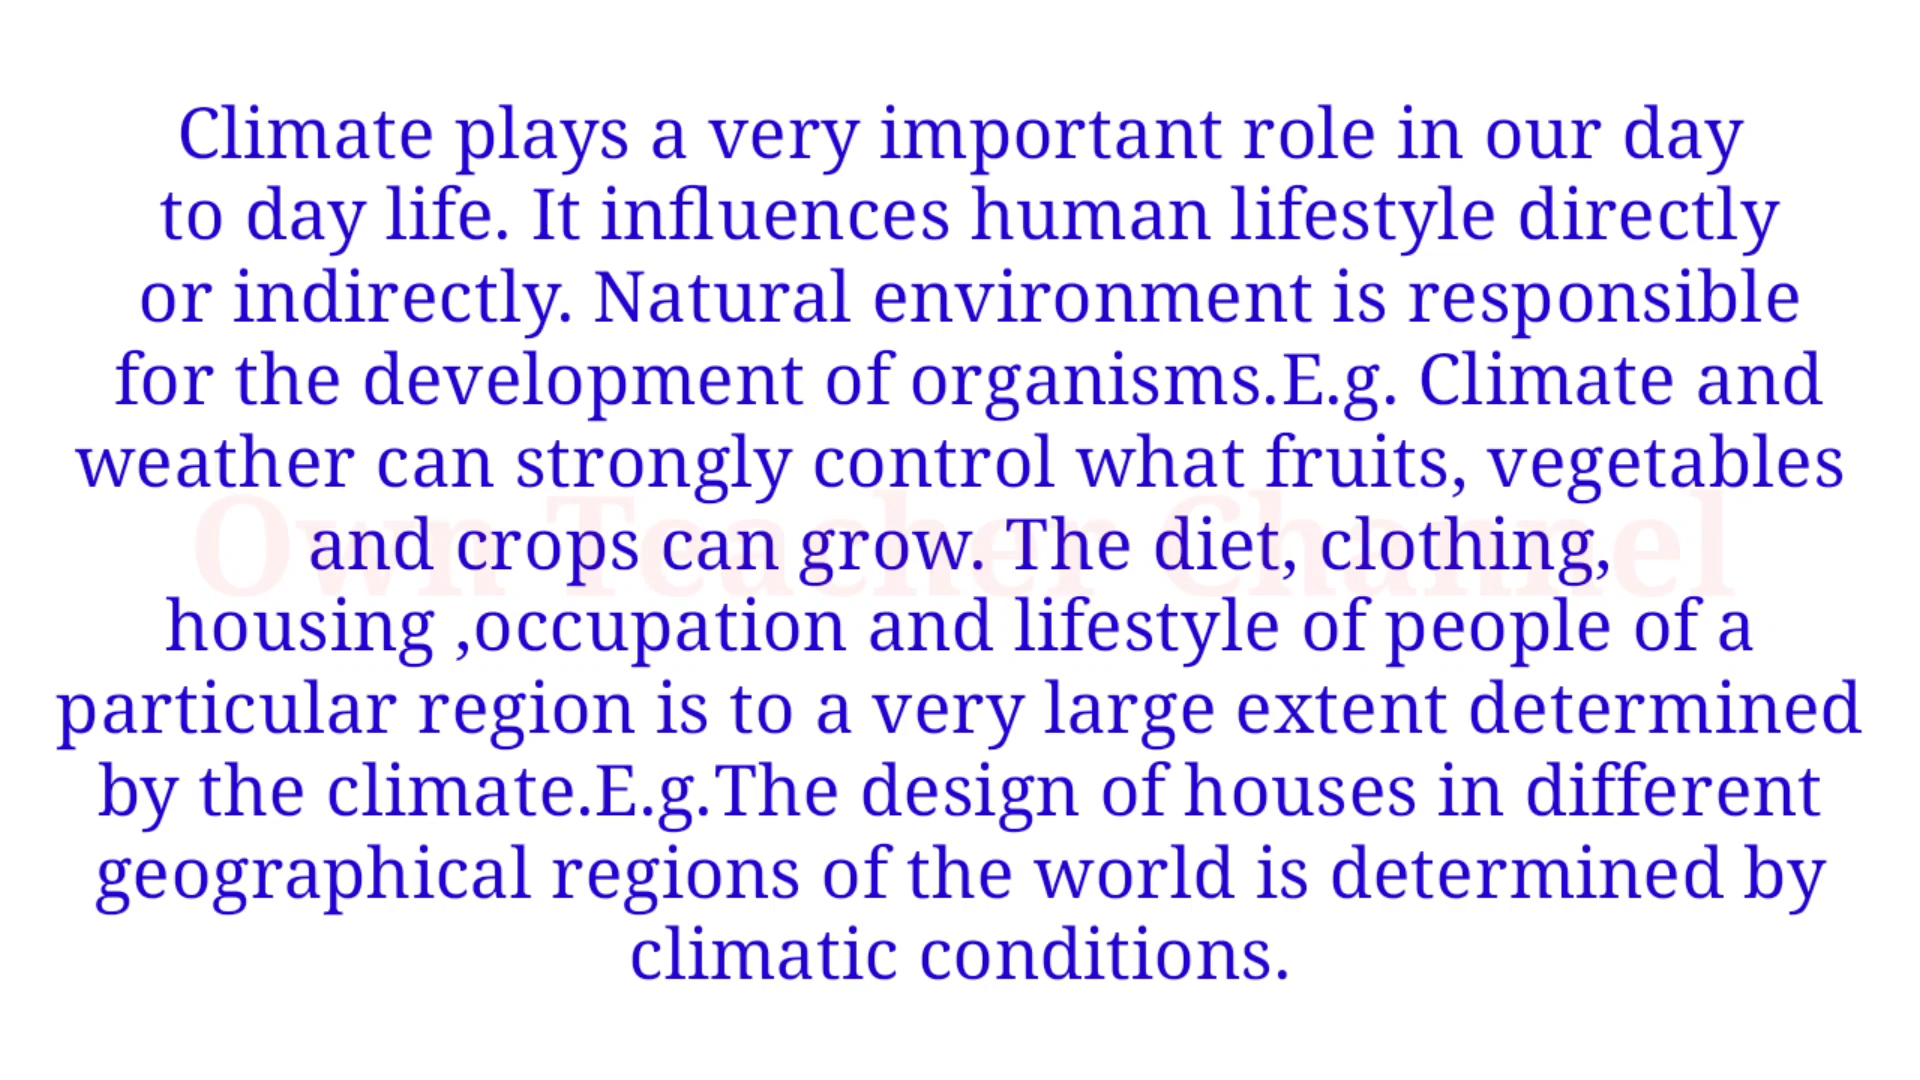 Climate plays a very important role in our day
to day life. It influences human lifestyle directly
or indirectly. Natural environment is responsible
for the development of organisms.E.g. Climate and
weather can strongly control what fruits, vegetables
and crops can grow. The diet, clothing,
Own Teacher Channel
housing ,occupation and lifestyle of people of a
particular region is to a very large extent determined
by the climate.E.g.The design of houses in different
geographical regions of the world is determined by
climatic conditions.